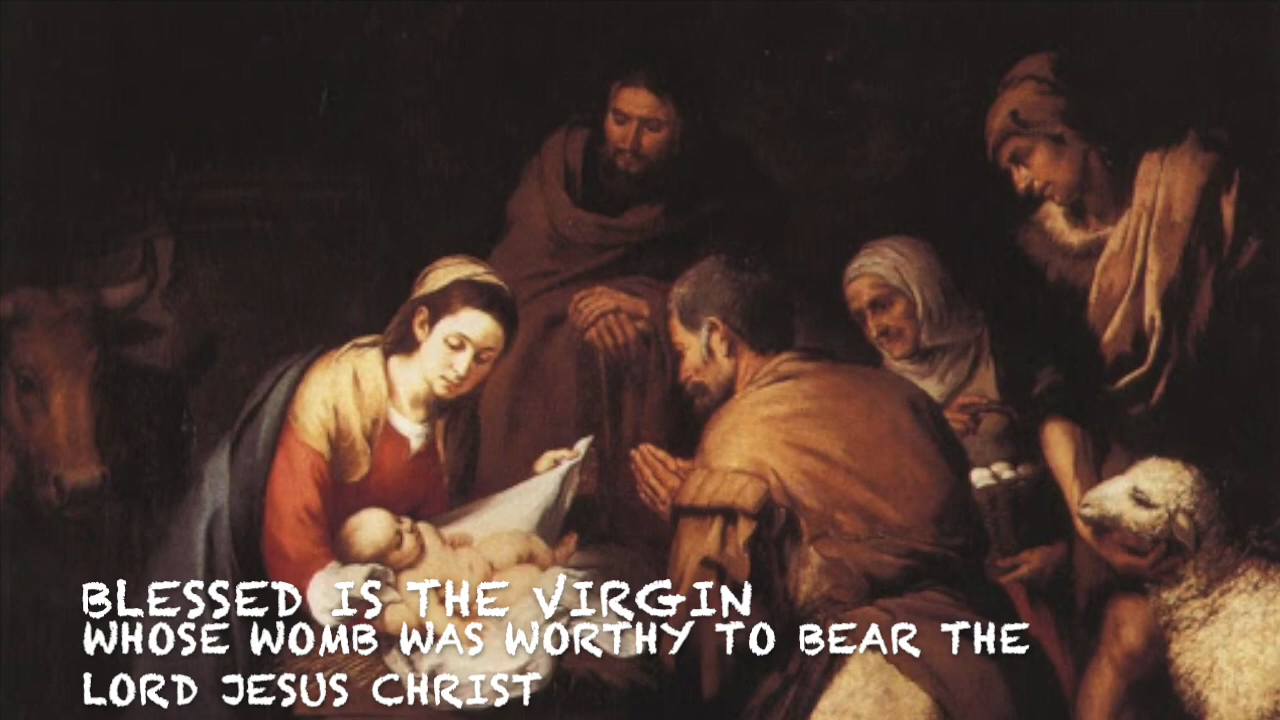 BLESSED IS THE VIRGIN
WHOSE WOMB WAS WORTHY TO BEAR THE
LORD JESUS CHRIST